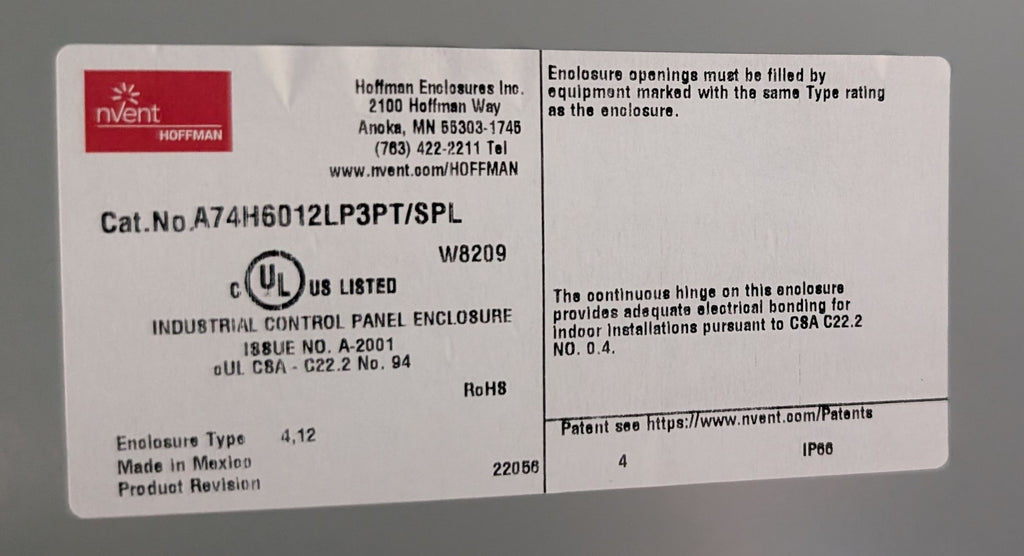 nvent
HOFFMAN
Hoffman Enclosures Inc.
2100 Hoffman Way
Anoka, MN 55303-1745
(763) 422-2211 Tel
www.nvent.com/HOFFMAN
Cat.No.A74H6012LP3PT/SPL
W8209
c UL US LISTED
INDUSTRIAL CONTROL PANEL ENCLOSURE
ISSUE NO. A-2001
cUL CSA - C22.2 No. 94
RoHS
Enclosure Type 4,12
Made in Mexico
Product Revision
22056
Enclosure openings must be filled by
equipment marked with the same Type rating
as the enclosure.
The continuous hinge on this enclosure
provides adequate electrical bonding for
indoor installations pursuant to CSA C22.2
NO. 0.4.
Patent see https://www.nvent.com/Patents
4 IP66